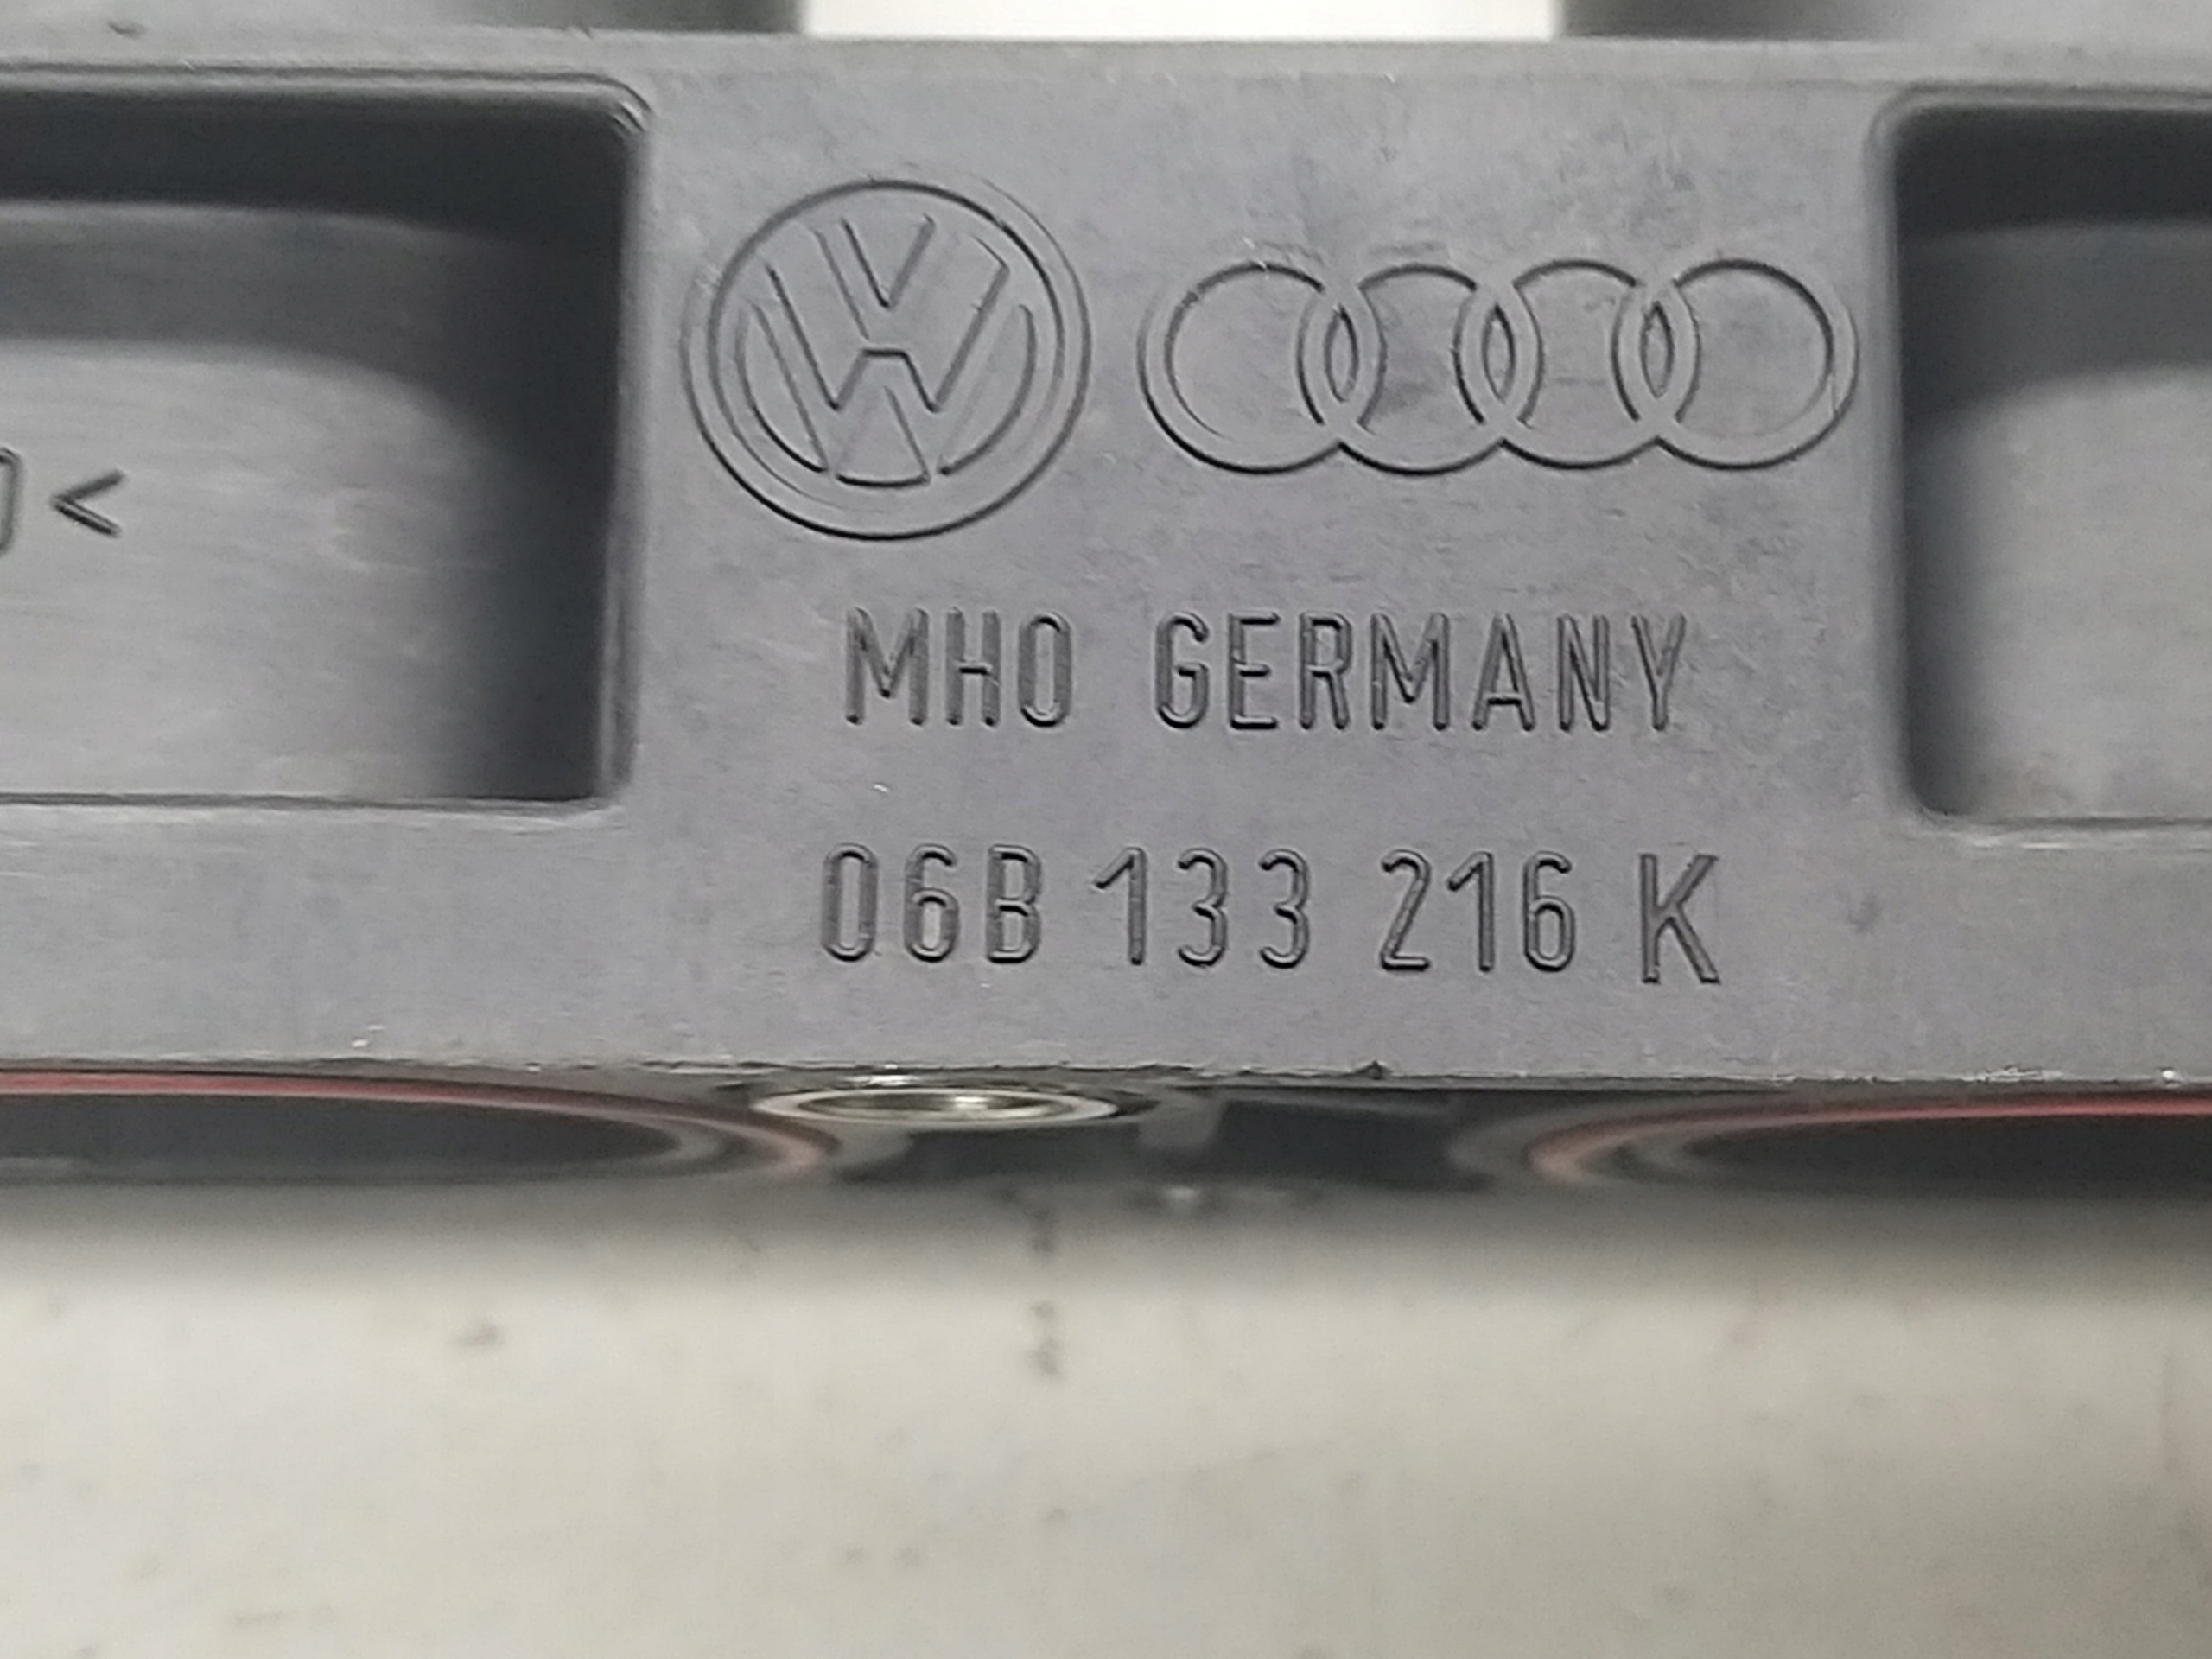 MHO GERMANY
06B 133 216 K